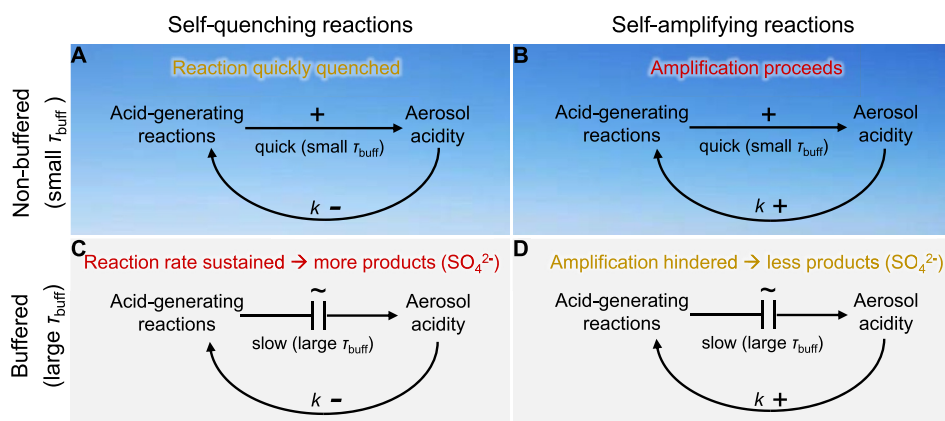 Self-quenching reactions
Self-amplifying reactions
Non-buffered
(small τbuff)
A
Reaction quickly quenched
Acid-generating
reactions
+
quick (small τbuff)
Aerosol
acidity
k −
B
Amplification proceeds
Acid-generating
reactions
+
quick (small τbuff)
Aerosol
acidity
k +
Buffered
(large τbuff)
C
Reaction rate sustained → more products (SO₄²⁻)
Acid-generating
reactions
~
slow (large τbuff)
Aerosol
acidity
k −
D
Amplification hindered → less products (SO₄²⁻)
Acid-generating
reactions
~
slow (large τbuff)
Aerosol
acidity
k +